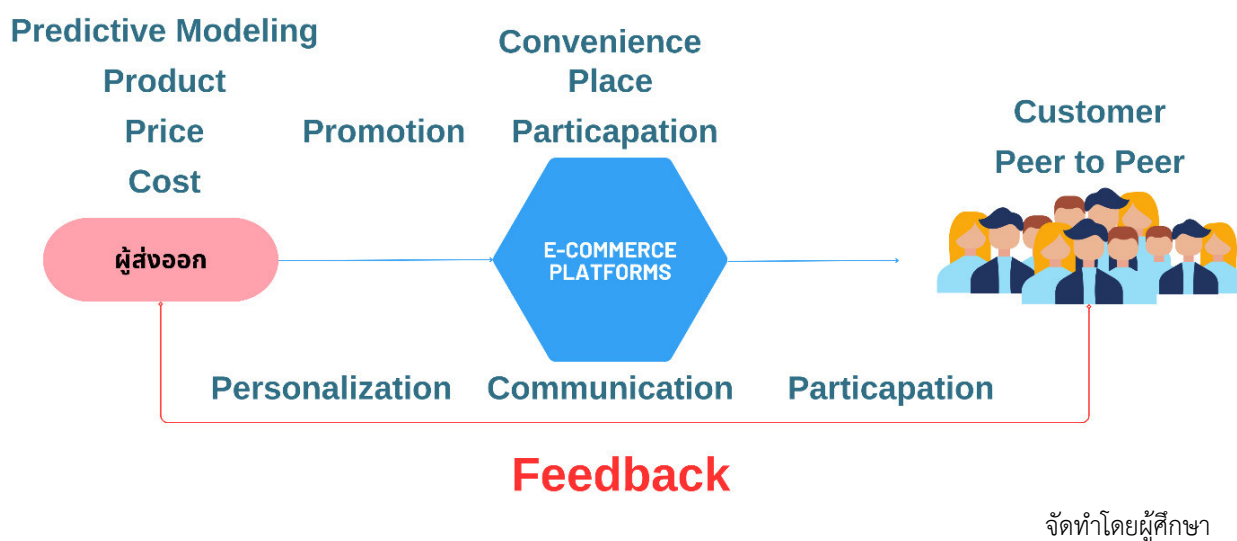 Predictive Modeling
Product
Price
Cost
Promotion
Convenience
Place
Particapation
Customer
Peer to Peer
ผู้ส่งออก
E-COMMERCE
PLATFORMS
Personalization
Communication
Particapation
Feedback
จัดทำโดยผู้ศึกษา